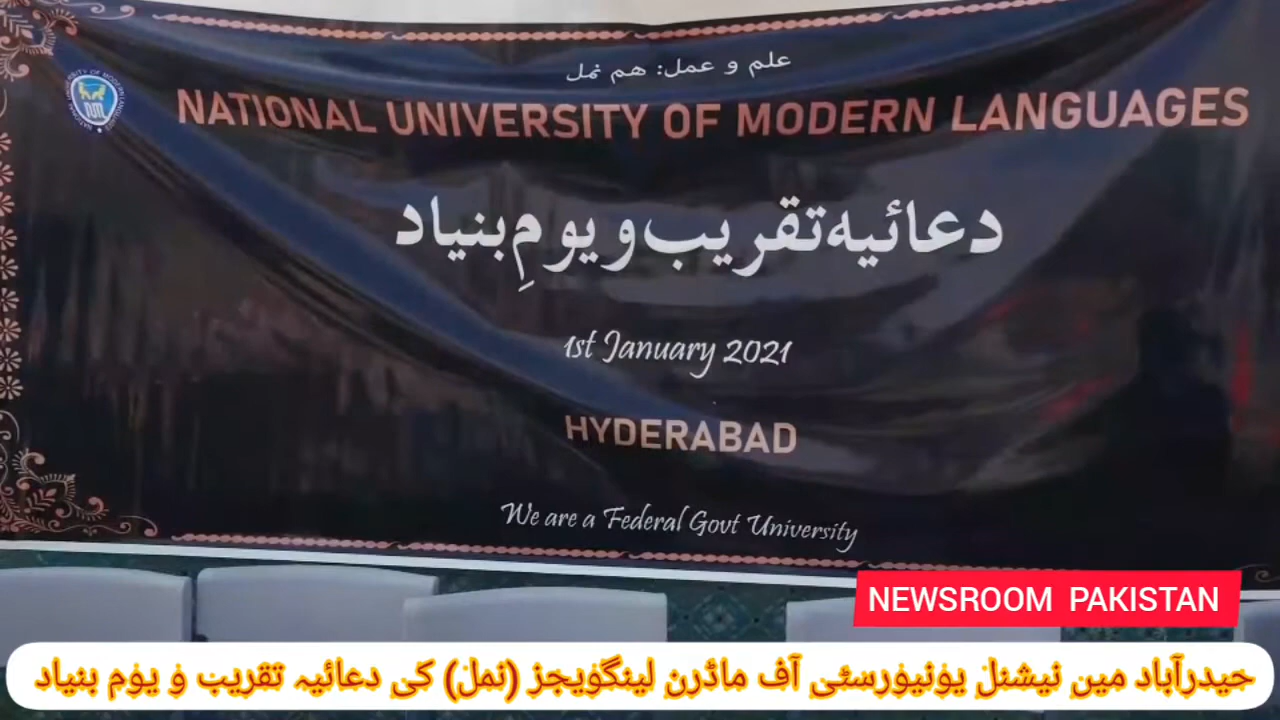 علم و عمل: هم نمل
NATIONAL UNIVERSITY OF MODERN LANGUAGES
دعائیه تقریب و یومِ بنیاد
1st January 2021
HYDERABAD
We are a Federal Govt University
NEWSROOM PAKISTAN
حیدرآباد میں نیشنل یونیورسٹی آف ماڈرن لینگویجز (نمل) کی دعائیہ تقریب و یوم بنیاد